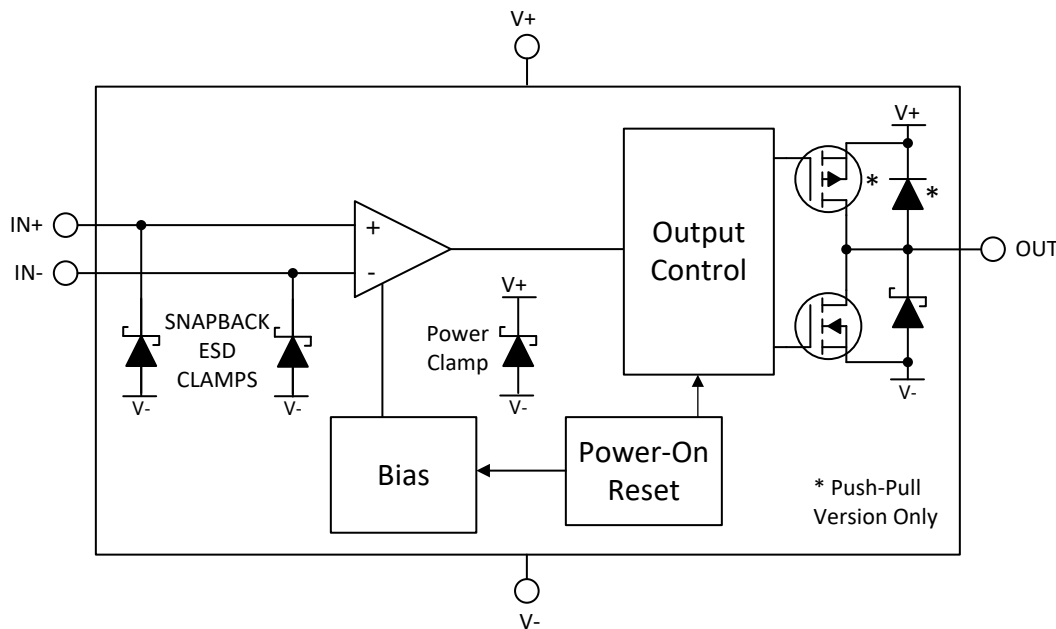 V+
V+
*
*
IN+
+
Output
Control
OUT
IN-
-
V+
SNAPBACK
ESD
CLAMPS
Power
Clamp
V-
V-
V-
V-
Bias
Power-On
Reset
* Push-Pull
Version Only
V-